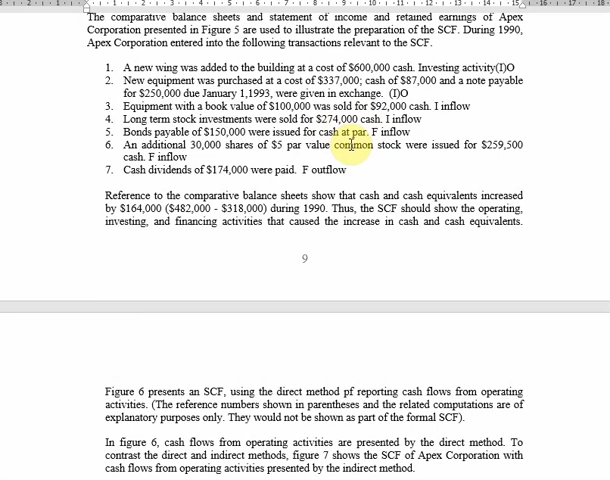 The comparative balance sheets and statement of income and retained earnings of Apex
Corporation presented in Figure 5 are used to illustrate the preparation of the SCF. During 1990,
Apex Corporation entered into the following transactions relevant to the SCF.
1. A new wing was added to the building at a cost of $600,000 cash. Investing activity(I)O
2. New equipment was purchased at a cost of $337,000; cash of $87,000 and a note payable
for $250,000 due January 1,1993, were given in exchange. (I)O
3. Equipment with a book value of $100,000 was sold for $92,000 cash. I inflow
4. Long term stock investments were sold for $274,000 cash. I inflow
5. Bonds payable of $150,000 were issued for cash at par. F inflow
6. An additional 30,000 shares of $5 par value common stock were issued for $259,500
cash. F inflow
7. Cash dividends of $174,000 were paid. F outflow
Reference to the comparative balance sheets show that cash and cash equivalents increased
by $164,000 ($482,000 - $318,000) during 1990. Thus, the SCF should show the operating,
investing, and financing activities that caused the increase in cash and cash equivalents.
9
Figure 6 presents an SCF, using the direct method pf reporting cash flows from operating
activities. (The reference numbers shown in parentheses and the related computations are of
explanatory purposes only. They would not be shown as part of the formal SCF).
In figure 6, cash flows from operating activities are presented by the direct method. To
contrast the direct and indirect methods, figure 7 shows the SCF of Apex Corporation with
cash flows from operating activities presented by the indirect method.